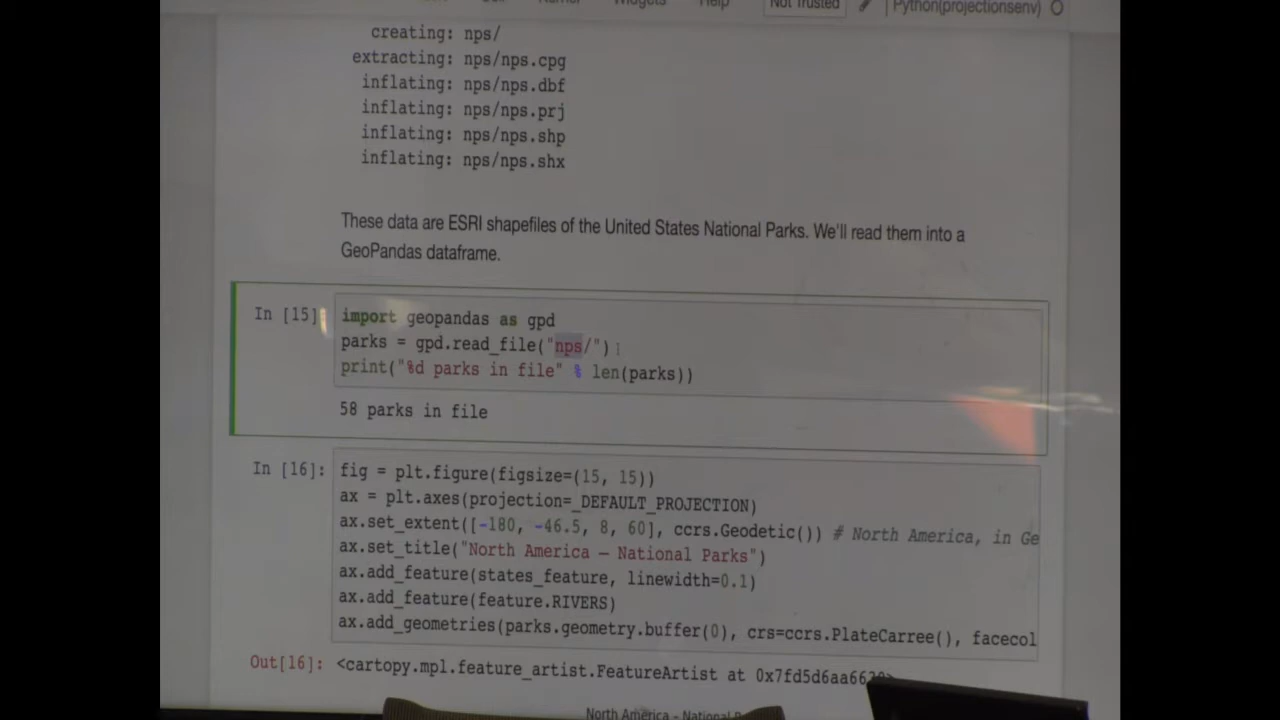 Kernel Widgets Help Not Trusted Python(projectionsenv)
creating: nps/
extracting: nps/nps.cpg
inflating: nps/nps.dbf
inflating: nps/nps.prj
inflating: nps/nps.shp
inflating: nps/nps.shx
These data are ESRI shapefiles of the United States National Parks. We'll read them into a
GeoPandas dataframe.
In [15]
import geopandas as gpd
parks = gpd.read_file("nps/")
print("%d parks in file" % len(parks))
58 parks in file
In [16]: fig = plt.figure(figsize=(15, 15))
ax = plt.axes(projection=_DEFAULT_PROJECTION)
ax.set_extent([-180, -46.5, 8, 60], ccrs.Geodetic()) # North America, in Ge
ax.set_title("North America — National Parks")
ax.add_feature(states_feature, linewidth=0.1)
ax.add_feature(feature.RIVERS)
ax.add_geometries(parks.geometry.buffer(0), crs=ccrs.PlateCarree(), facecol
Out[16]: <cartopy.mpl.feature_artist.FeatureArtist at
North America - National